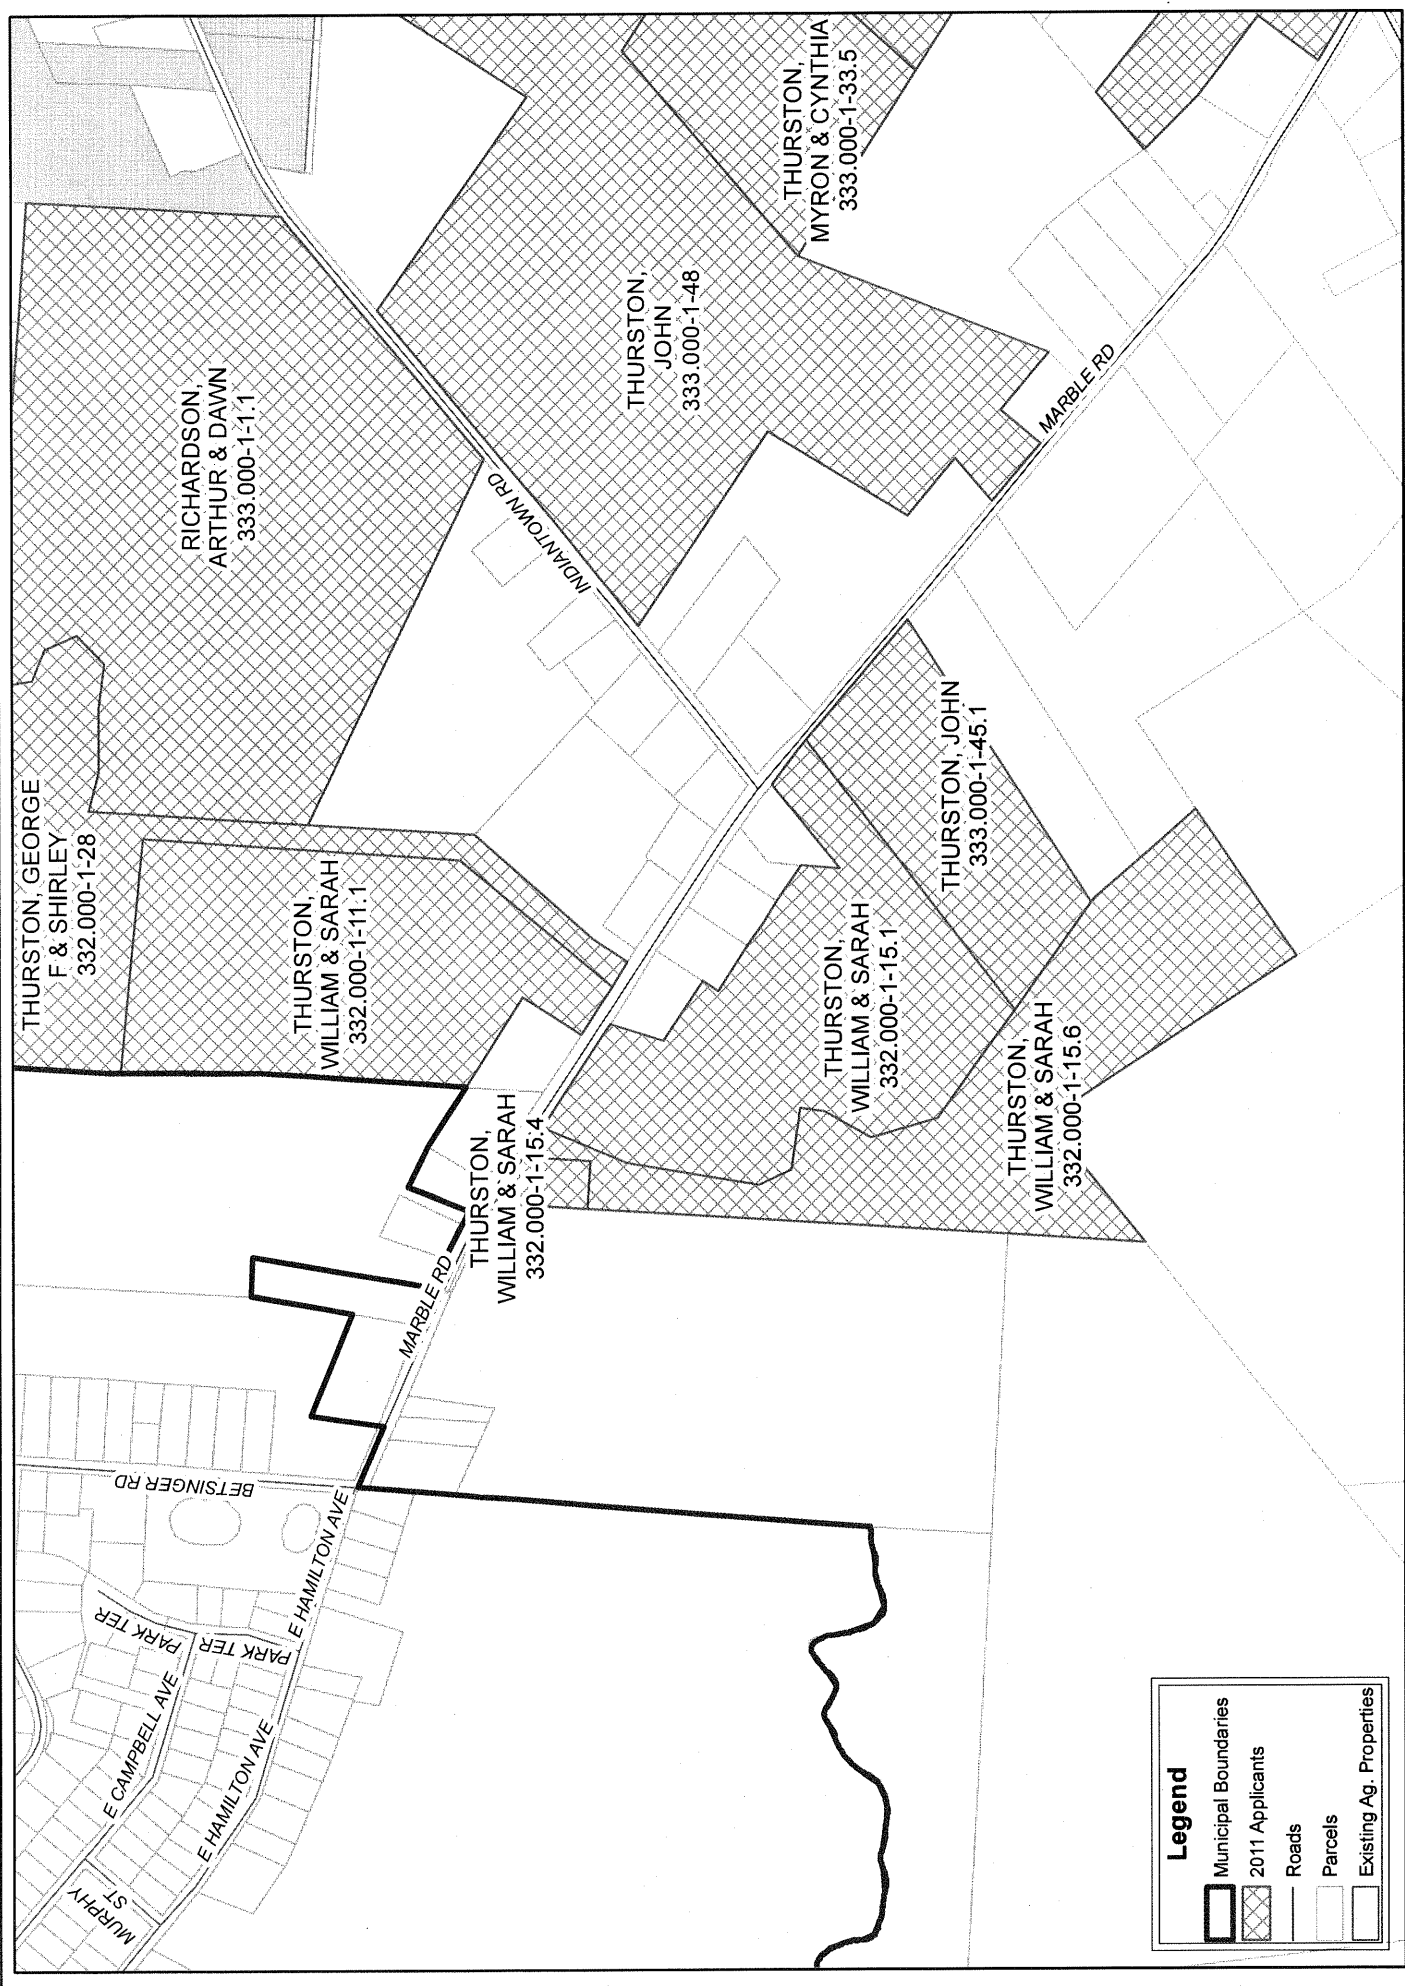 THURSTON, GEORGE
F & SHIRLEY
332.000-1-28
RICHARDSON,
ARTHUR & DAWN
333.000-1-1.1
THURSTON,
WILLIAM & SARAH
332.000-1-11.1
THURSTON,
JOHN
333.000-1-48
THURSTON,
MYRON & CYNTHIA
333.000-1-33.5
INDIANTOWN RD
MARBLE RD
THURSTON,
WILLIAM & SARAH
332.000-1-15.4
MARBLE RD
THURSTON,
WILLIAM & SARAH
332.000-1-15.1
THURSTON, JOHN
333.000-1-45.1
THURSTON,
WILLIAM & SARAH
332.000-1-15.6
BETSINGER RD
E HAMILTON AVE
PARK TER
PARK TER
E CAMPBELL AVE
E HAMILTON AVE
MURPHY
ST
Legend
Municipal Boundaries
2011 Applicants
Roads
Parcels
Existing Ag. Properties